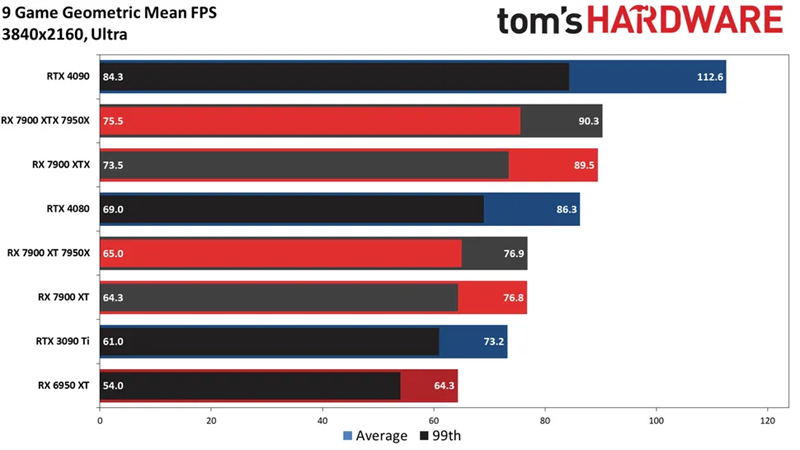 9 Game Geometric Mean FPS
3840x2160, Ultra
tom's HARDWARE
RTX 4090 84.3 112.6
RX 7900 XTX 7950X 75.5 90.3
RX 7900 XTX 73.5 89.5
RTX 4080 69.0 86.3
RX 7900 XT 7950X 65.0 76.9
RX 7900 XT 64.3 76.8
RTX 3090 Ti 61.0 73.2
RX 6950 XT 54.0 64.3
0 20 40 60 80 100 120
Average 99th